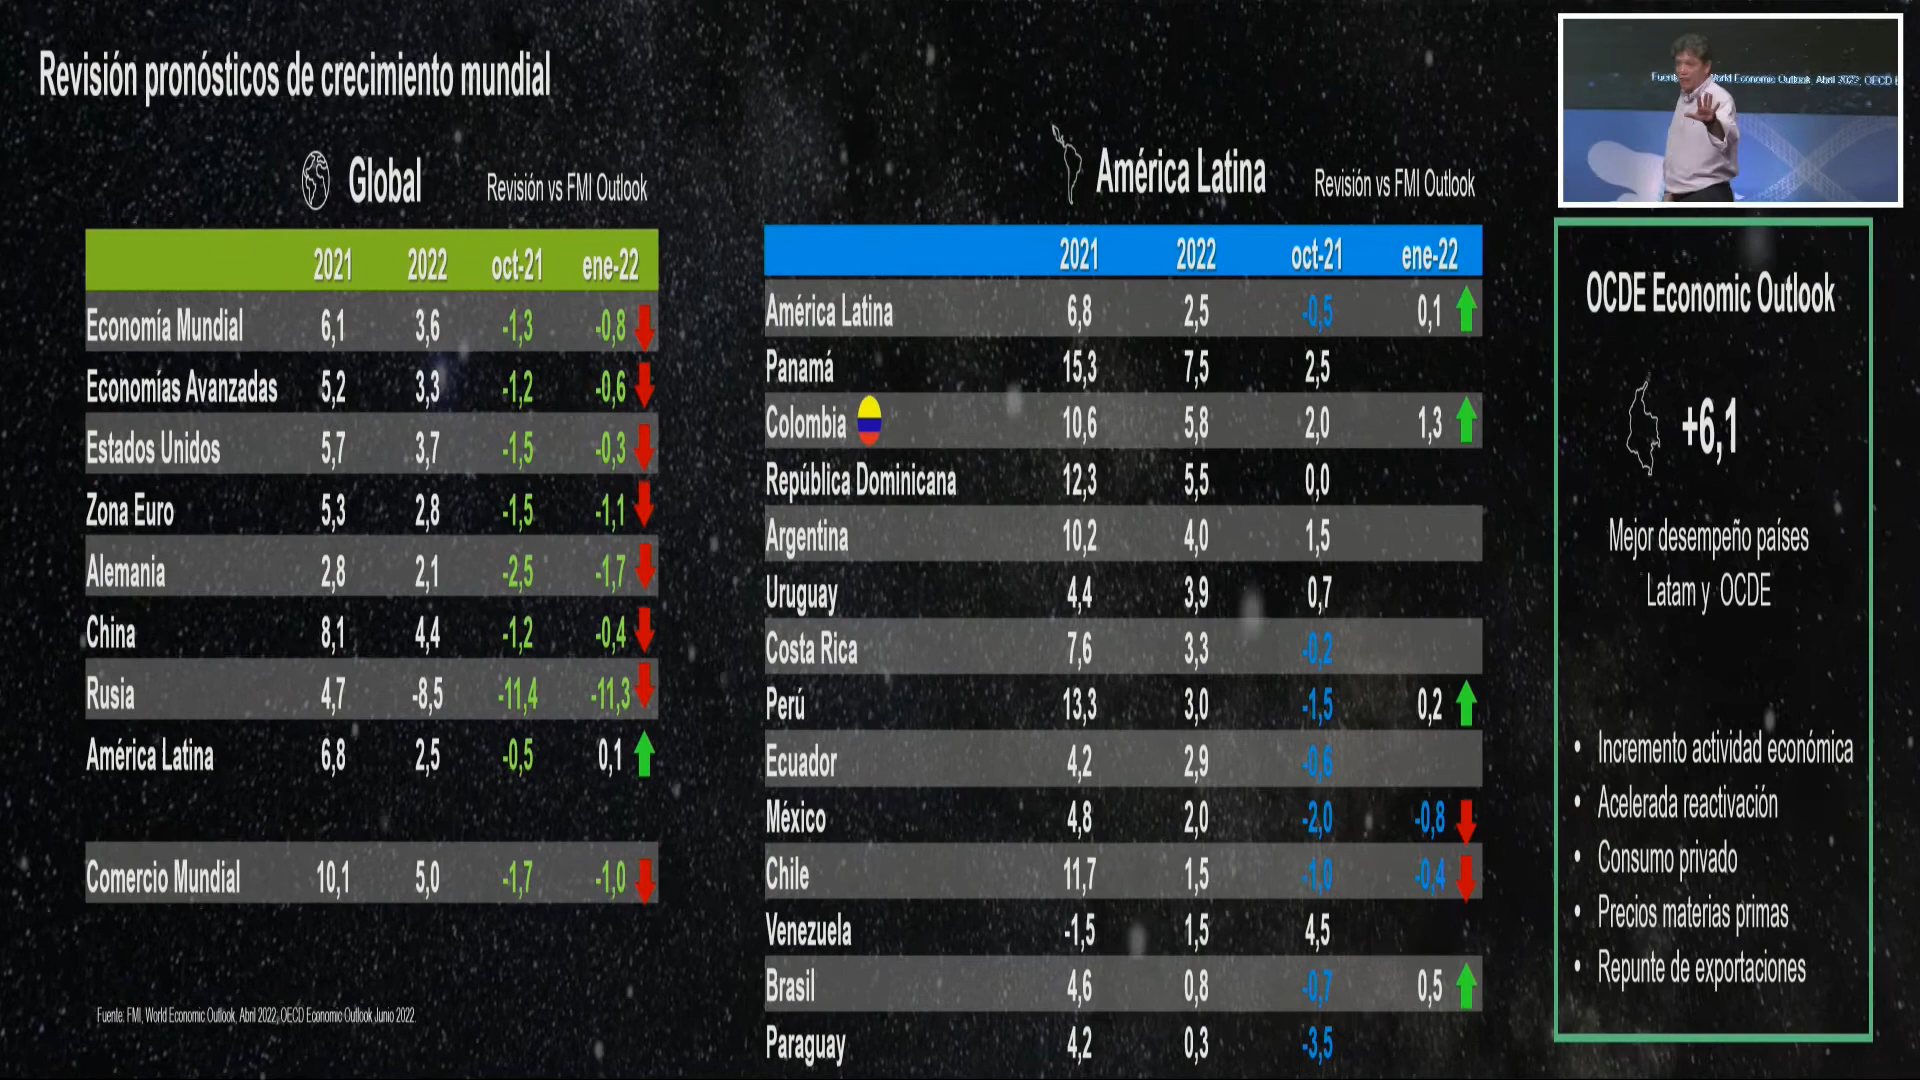 Revisión pronósticos de crecimiento mundial
Global
Revisión vs FMI Outlook
2021 2022 oct-21 ene-22
Economía Mundial 6,1 3,6 -1,3 -0,8
Economías Avanzadas 5,2 3,3 -1,2 -0,6
Estados Unidos 5,7 3,7 -1,5 -0,3
Zona Euro 5,3 2,8 -1,5 -1,1
Alemania 2,8 2,1 -2,5 -1,7
China 8,1 4,4 -1,2 -0,4
Rusia 4,7 -8,5 -11,4 -11,3
América Latina 6,8 2,5 -0,5 0,1
Comercio Mundial 10,1 5,0 -1,7 -1,0
Fuente: FMI, World Economic Outlook, Abril 2022, OECD Economic Outlook Junio 2022.
América Latina
Revisión vs FMI Outlook
2021 2022 oct-21 ene-22
América Latina 6,8 2,5 -0,5 0,1
Panamá 15,3 7,5 2,5
Colombia 10,6 5,8 2,0 1,3
República Dominicana 12,3 5,5 0,0
Argentina 10,2 4,0 1,5
Uruguay 4,4 3,9 0,7
Costa Rica 7,6 3,3 -0,2
Perú 13,3 3,0 -1,5 0,2
Ecuador 4,2 2,9 -0,6
México 4,8 2,0 -2,0 -0,8
Chile 11,7 1,5 -1,0 -0,4
Venezuela -1,5 1,5 4,5
Brasil 4,6 0,8 -0,7 0,5
Paraguay 4,2 0,3 -3,5
Fuent World Economic Outlook, Abril 2022, OECD E
OCDE Economic Outlook
+6,1
Mejor desempeño países
Latam y OCDE
• Incremento actividad económica
• Acelerada reactivación
• Consumo privado
• Precios materias primas
• Repunte de exportaciones